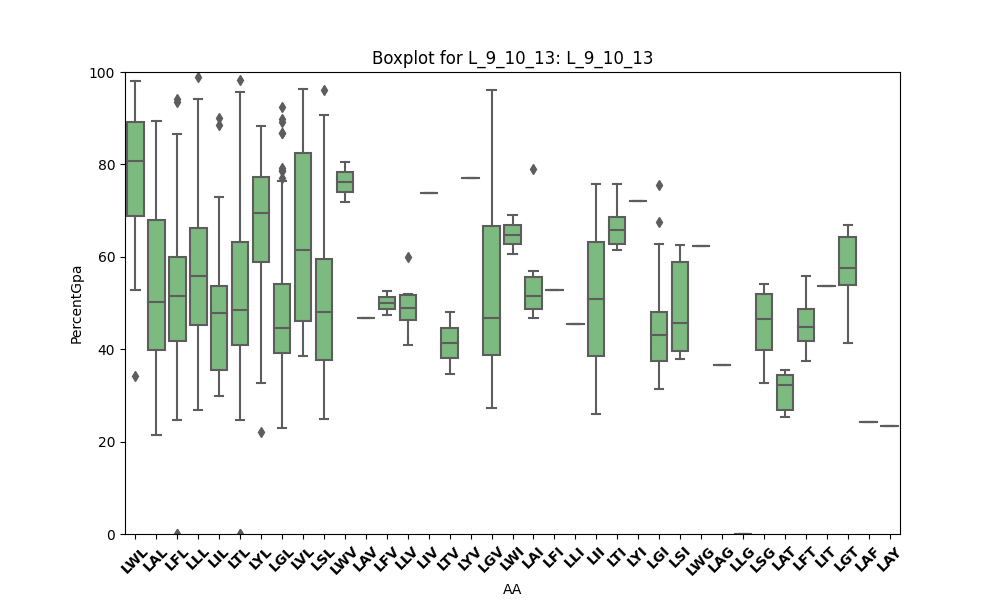 Boxplot for L_9_10_13: L_9_10_13
100
80
60
40
20
0
PercentGpa
LWL LAL LFL LLL LIL LTL LYL LGL LVL LSL LWV LAV LFV LLV LIV LTV LYV LGV LWI LAI LFI LLI LII LTI LYI LGI LSI LWG LAG LLG LSG LAT LFT LIT LGT LAF LAY
AA